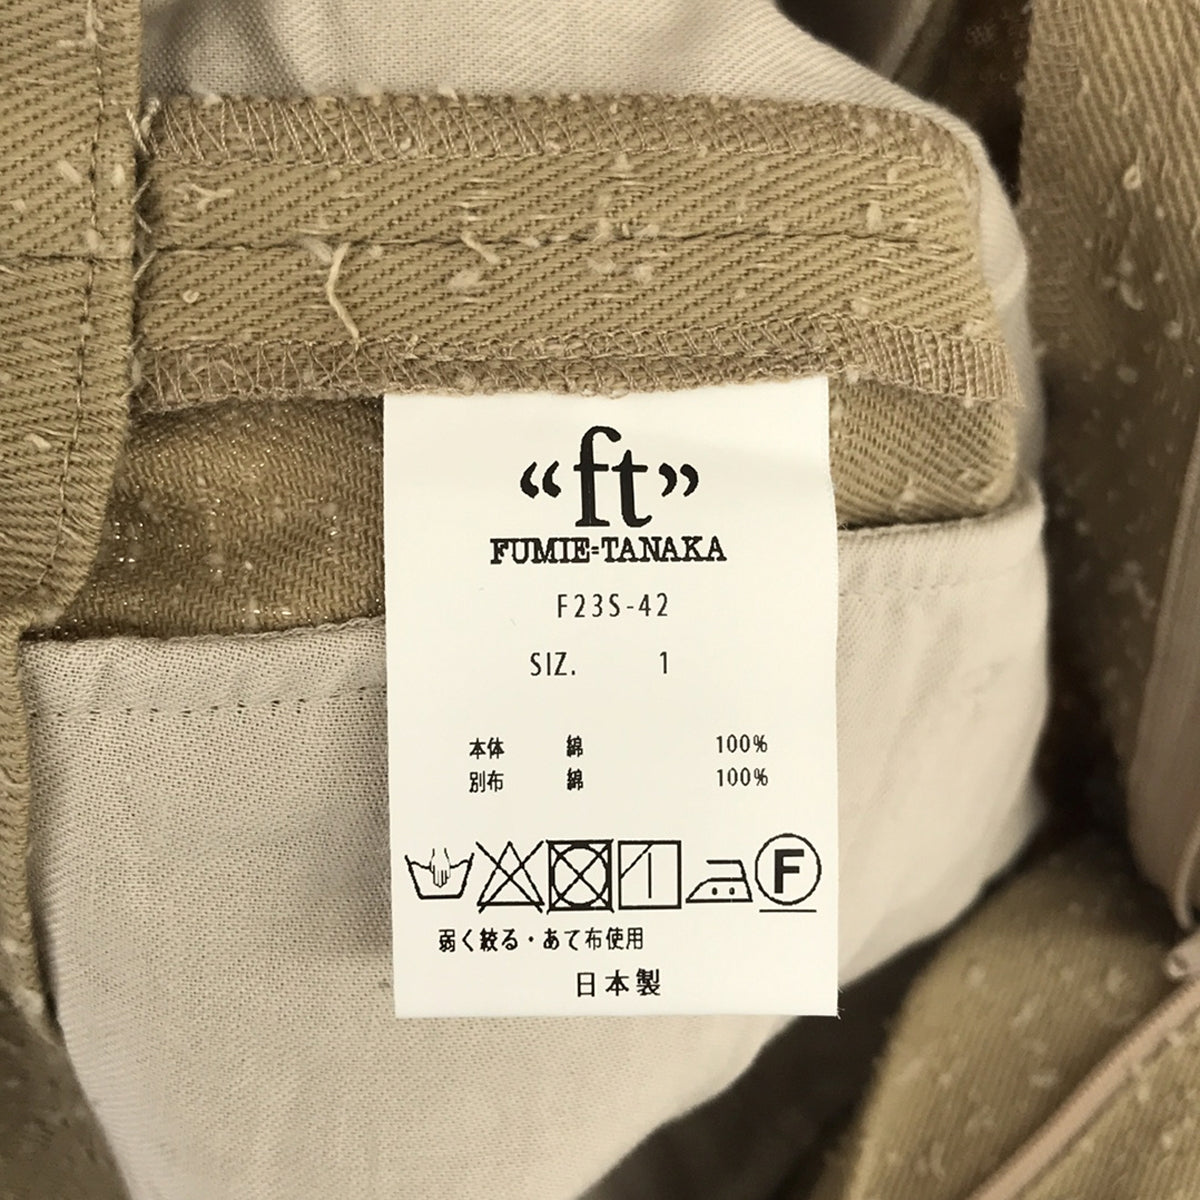 “ft”
FUMIE=TANAKA
F23S-42
SIZ. 1
本体 綿 100%
別布 綿 100%
F
弱く絞る・あて布使用
日本製